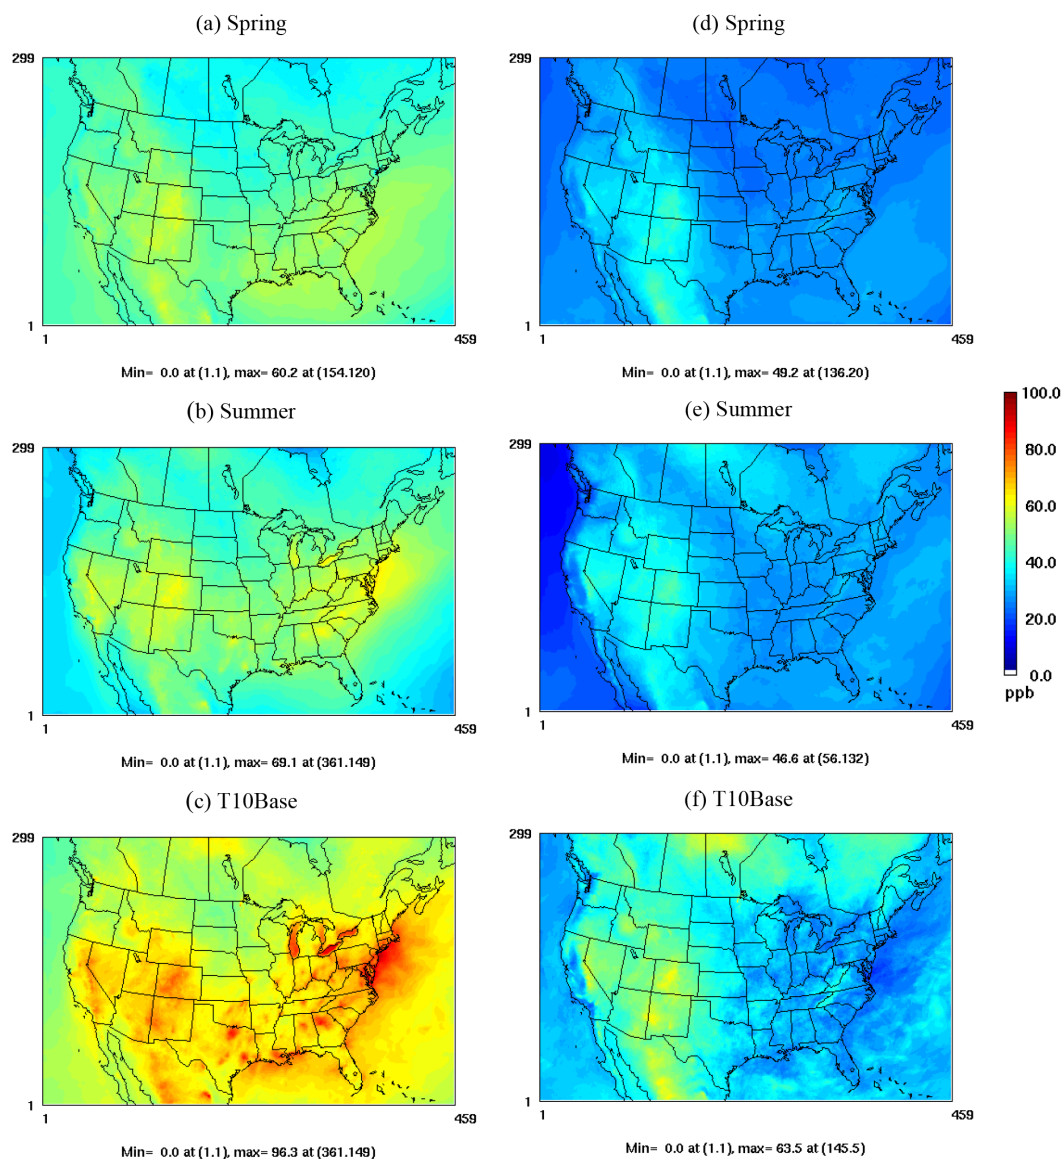 (a) Spring
(d) Spring
299
299
1
1
1
459
1
459
Min= 0.0 at (1.1), max= 60.2 at (154.120)
Min= 0.0 at (1.1), max= 49.2 at (136.20)
(b) Summer
(e) Summer
299
299
100.0
80.0
60.0
40.0
20.0
0.0
ppb
1
1
1
459
1
459
Min= 0.0 at (1.1), max= 69.1 at (361.149)
Min= 0.0 at (1.1), max= 46.6 at (56.132)
(c) T10Base
(f) T10Base
299
299
1
1
1
459
1
459
Min= 0.0 at (1.1), max= 96.3 at (361.149)
Min= 0.0 at (1.1), max= 63.5 at (145.5)